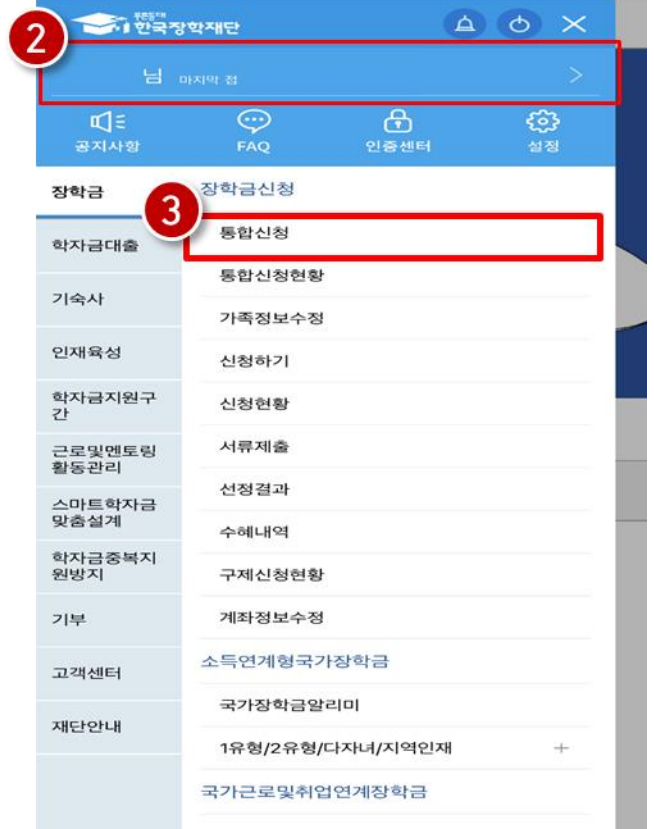 2
푸른등대
한국장학재단
님 마지막 접
공지사항 FAQ 인증센터 설정
장학금
학자금대출
기숙사
인재육성
학자금지원구
간
근로및멘토링
활동관리
스마트학자금
맞춤설계
학자금중복지
원방지
기부
고객센터
재단안내
장학금신청
3
통합신청
통합신청현황
가족정보수정
신청하기
신청현황
서류제출
선정결과
수혜내역
구제신청현황
계좌정보수정
소득연계형국가장학금
국가장학금알리미
1유형/2유형/다자녀/지역인재 +
국가근로및취업연계장학금